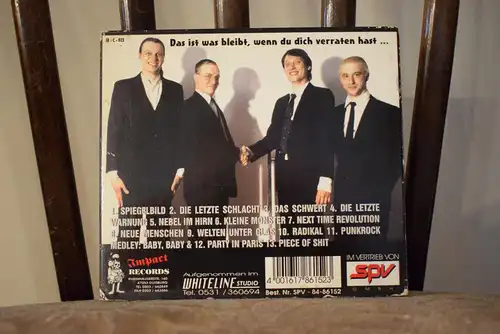 Das ist was bleibt, wenn du dich verraten hast ...
1. SPIEGELBILD 2. DIE LETZTE SCHLACHT 3. DAS SCHWERT 4. DIE LETZTE
WARNUNG 5. NEBEL IM HIRN 6. KLEINE MONSTER 7. NEXT TIME REVOLUTION
8. NEUE MENSCHEN 9. WELTEN UNTER GLAS 10. RADIKAL 11. PUNKROCK
MEDLEY: BABY, BABY & 12. PARTY IN PARIS 13. PIECE OF SHIT
Impact
RECORDS
Aufgenommen im
WHITELINE STUDIO
Tel. 0531 / 360694
4 001617 861523
Best. Nr. SPV - 84-86152
IM VERTRIEB VON
SPV